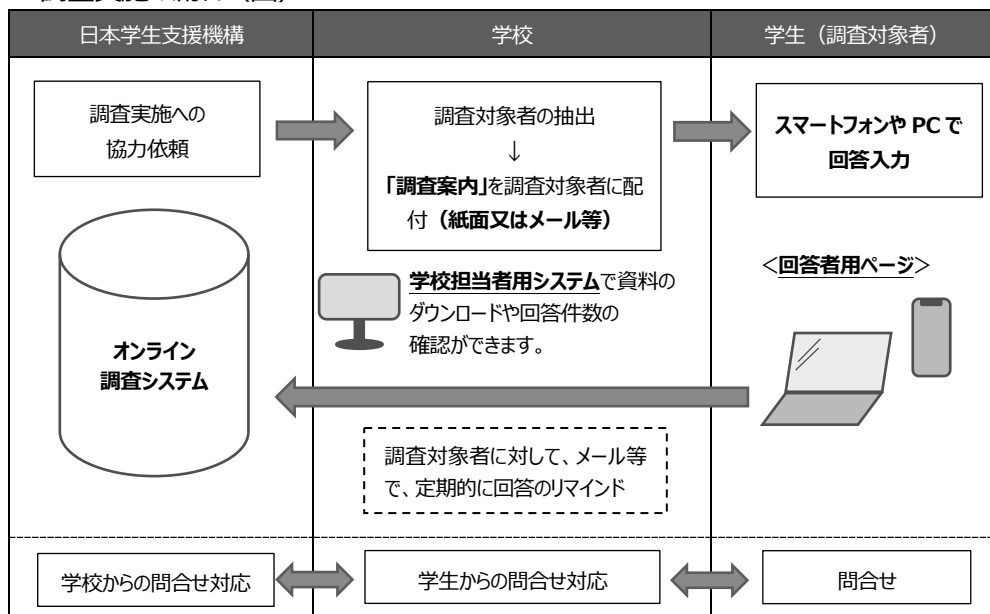 日本学生支援機構
学校
学生（調査対象者）
調査実施への
協力依頼
調査対象者の抽出
↓
「調査案内」を調査対象者に配
付（紙面又はメール等）
スマートフォンや PC で
回答入力
オンライン
調査システム
学校担当者用システムで資料の
ダウンロードや回答件数の
確認ができます。
＜回答者用ページ＞
調査対象者に対して、メール等
で、定期的に回答のリマインド
学校からの問合せ対応
学生からの問合せ対応
問合せ